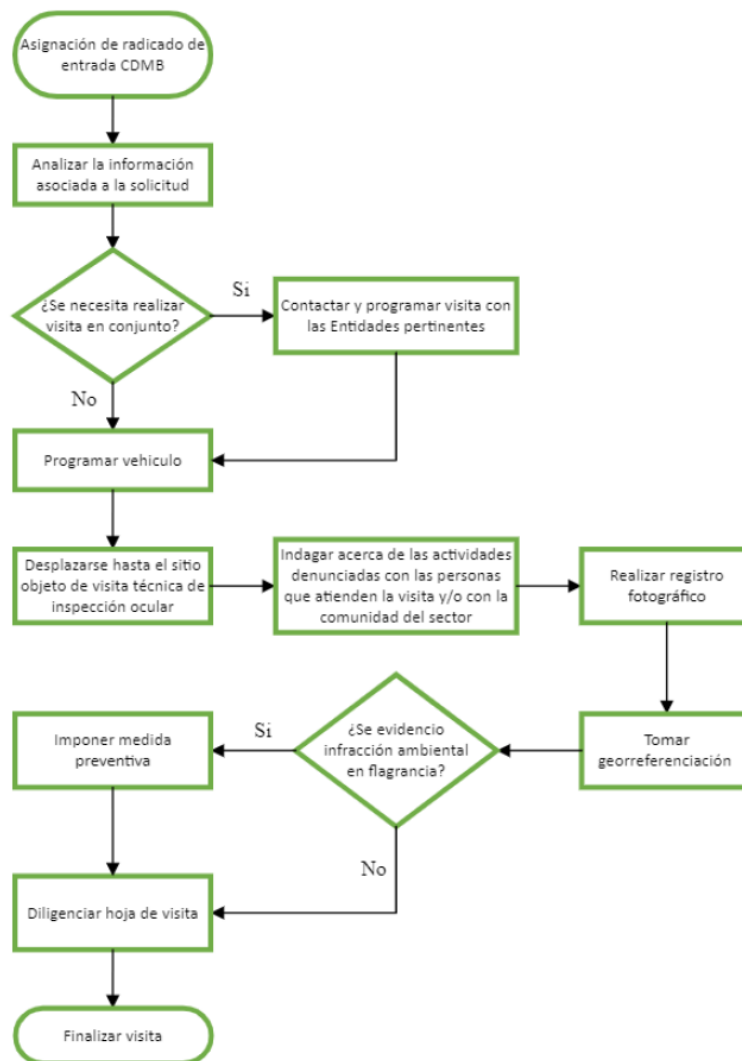 Asignación de radicado de
entrada CDMB
Analizar la información
asociada a la solicitud
¿Se necesita realizar
visita en conjunto?
Si
Contactar y programar visita con
las Entidades pertinentes
No
Programar vehiculo
Desplazarse hasta el sitio
objeto de visita técnica de
inspección ocular
Indagar acerca de las actividades
denunciadas con las personas
que atienden la visita y/o con la
comunidad del sector
Realizar registro
fotográfico
Tomar
georreferenciación
¿Se evidencio
infracción ambiental
en flagrancia?
Si
Imponer medida
preventiva
No
Diligenciar hoja de visita
Finalizar visita